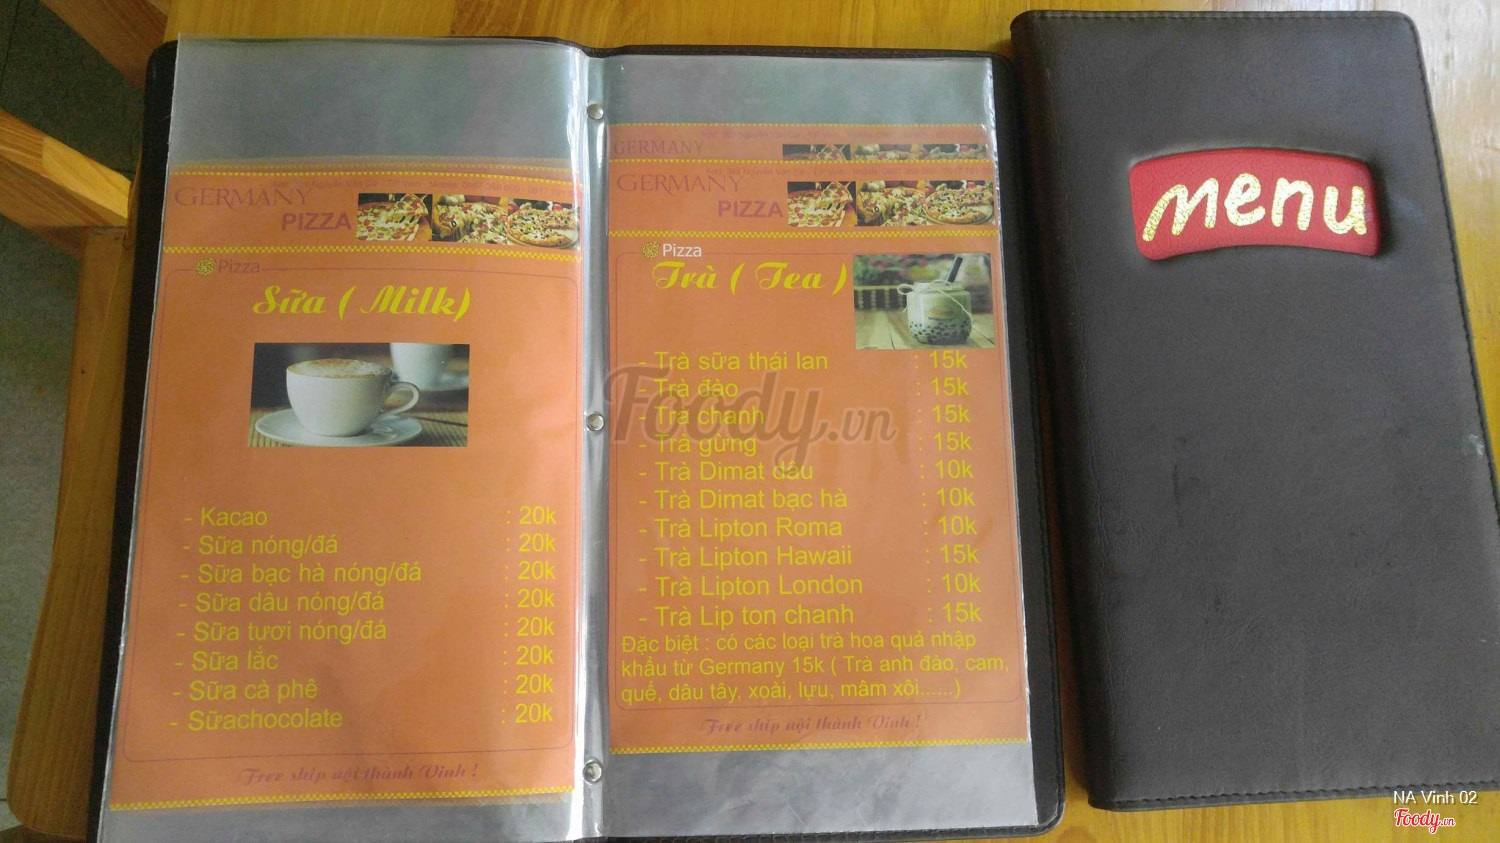 GERMANY
PIZZA
Pizza
Sữa ( Milk)
- Kacao : 20k
- Sữa nóng/đá : 20k
- Sữa bạc hà nóng/đá : 20k
- Sữa dâu nóng/đá : 20k
- Sữa tươi nóng/đá : 20k
- Sữa lắc : 20k
- Sữa cà phê : 20k
- Sữachocolate : 20k
Free ship nội thành Vinh !
GERMANY
GERMANY
PIZZA
Pizza
Trà ( Tea )
- Trà sữa thái lan : 15k
- Trà đào : 15k
- Trà chanh : 15k
- Trà gừng : 15k
- Trà Dimat dâu : 10k
- Trà Dimat bạc hà : 10k
- Trà Lipton Roma : 10k
- Trà Lipton Hawaii : 15k
- Trà Lipton London : 10k
- Trà Lip ton chanh : 15k
Đặc biệt : có các loại trà hoa quả nhập
khẩu từ Germany 15k ( Trà anh đào, cam,
quế, dâu tây, xoài, lựu, mâm xôi......)
Free ship nội thành Vinh !
menu
Foody.vn
NA Vinh 02
Foody.vn